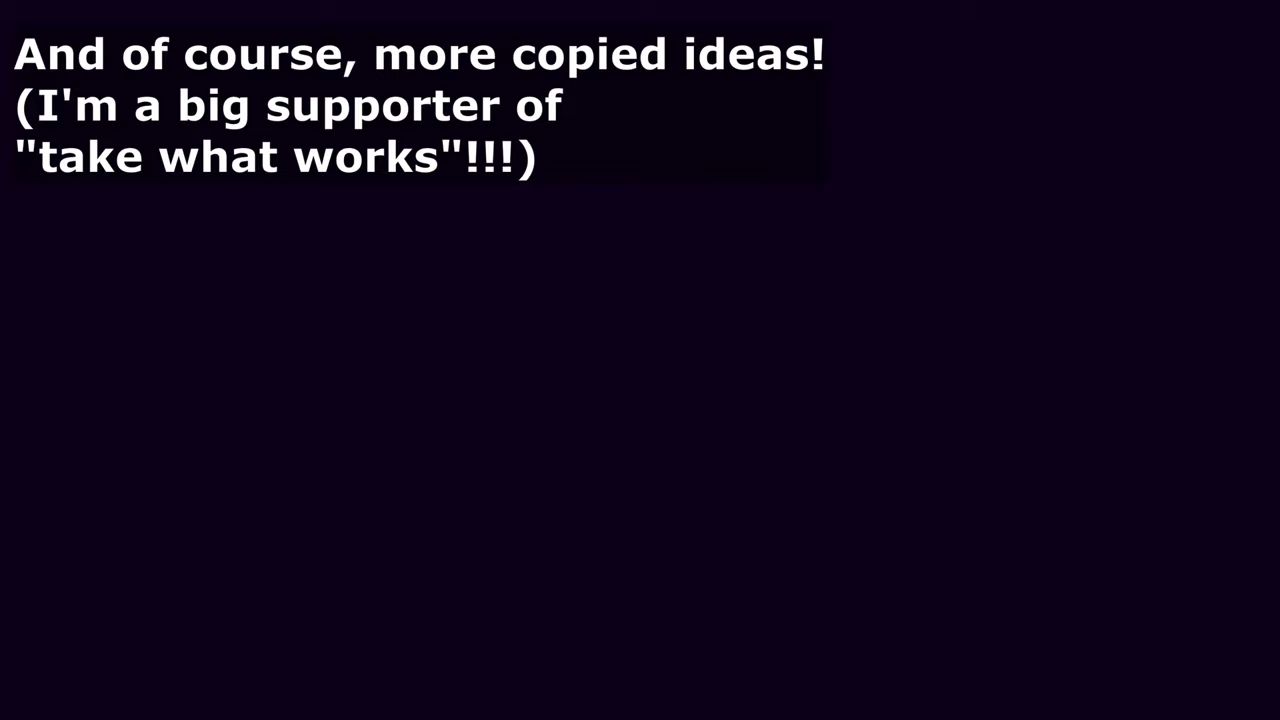 And of course, more copied ideas!
(I'm a big supporter of
"take what works"!!!)